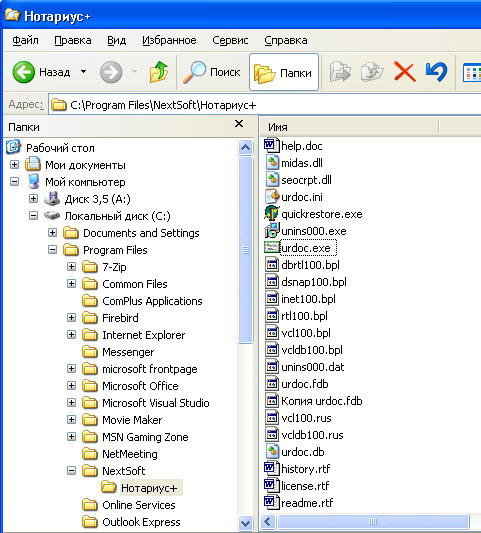 Нотариус+
Файл Правка Вид Избранное Сервис Справка
Назад Поиск Папки
Адрес: C:\Program Files\NextSoft\Нотариус+
Папки
Рабочий стол
Мои документы
Мой компьютер
Диск 3,5 (A:)
Локальный диск (C:)
Documents and Settings
Program Files
7-Zip
Common Files
ComPlus Applications
Firebird
Internet Explorer
Messenger
microsoft frontpage
Microsoft Office
Microsoft Visual Studio
Movie Maker
MSN Gaming Zone
NetMeeting
NextSoft
Нотариус+
Online Services
Outlook Express
Имя
help.doc
midas.dll
seocrpt.dll
urdoc.ini
quickrestore.exe
unins000.exe
urdoc.exe
dbrtl100.bpl
dsnap100.bpl
inet100.bpl
rtl100.bpl
vcl100.bpl
vcldb100.bpl
unins000.dat
urdoc.fdb
Копия urdoc.fdb
vcl100.rus
vcldb100.rus
urdoc.db
history.rtf
license.rtf
readme.rtf